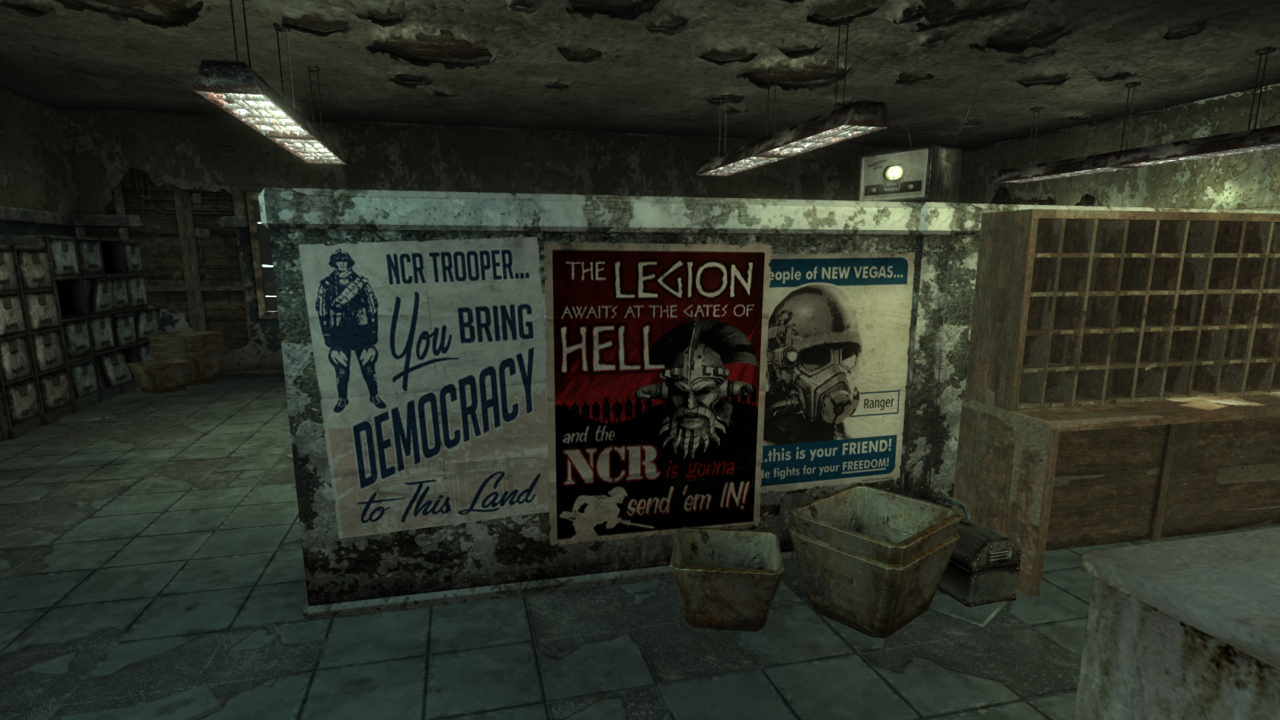 NCR TROOPER...
You BRING
DEMOCRACY
to This Land
THE LEGION
AWAITS AT THE GATES OF
HELL
and the
NCR is gonna
send 'em IN!
eople of NEW VEGAS...
Ranger
...this is your FRIEND!
He fights for your FREEDOM!